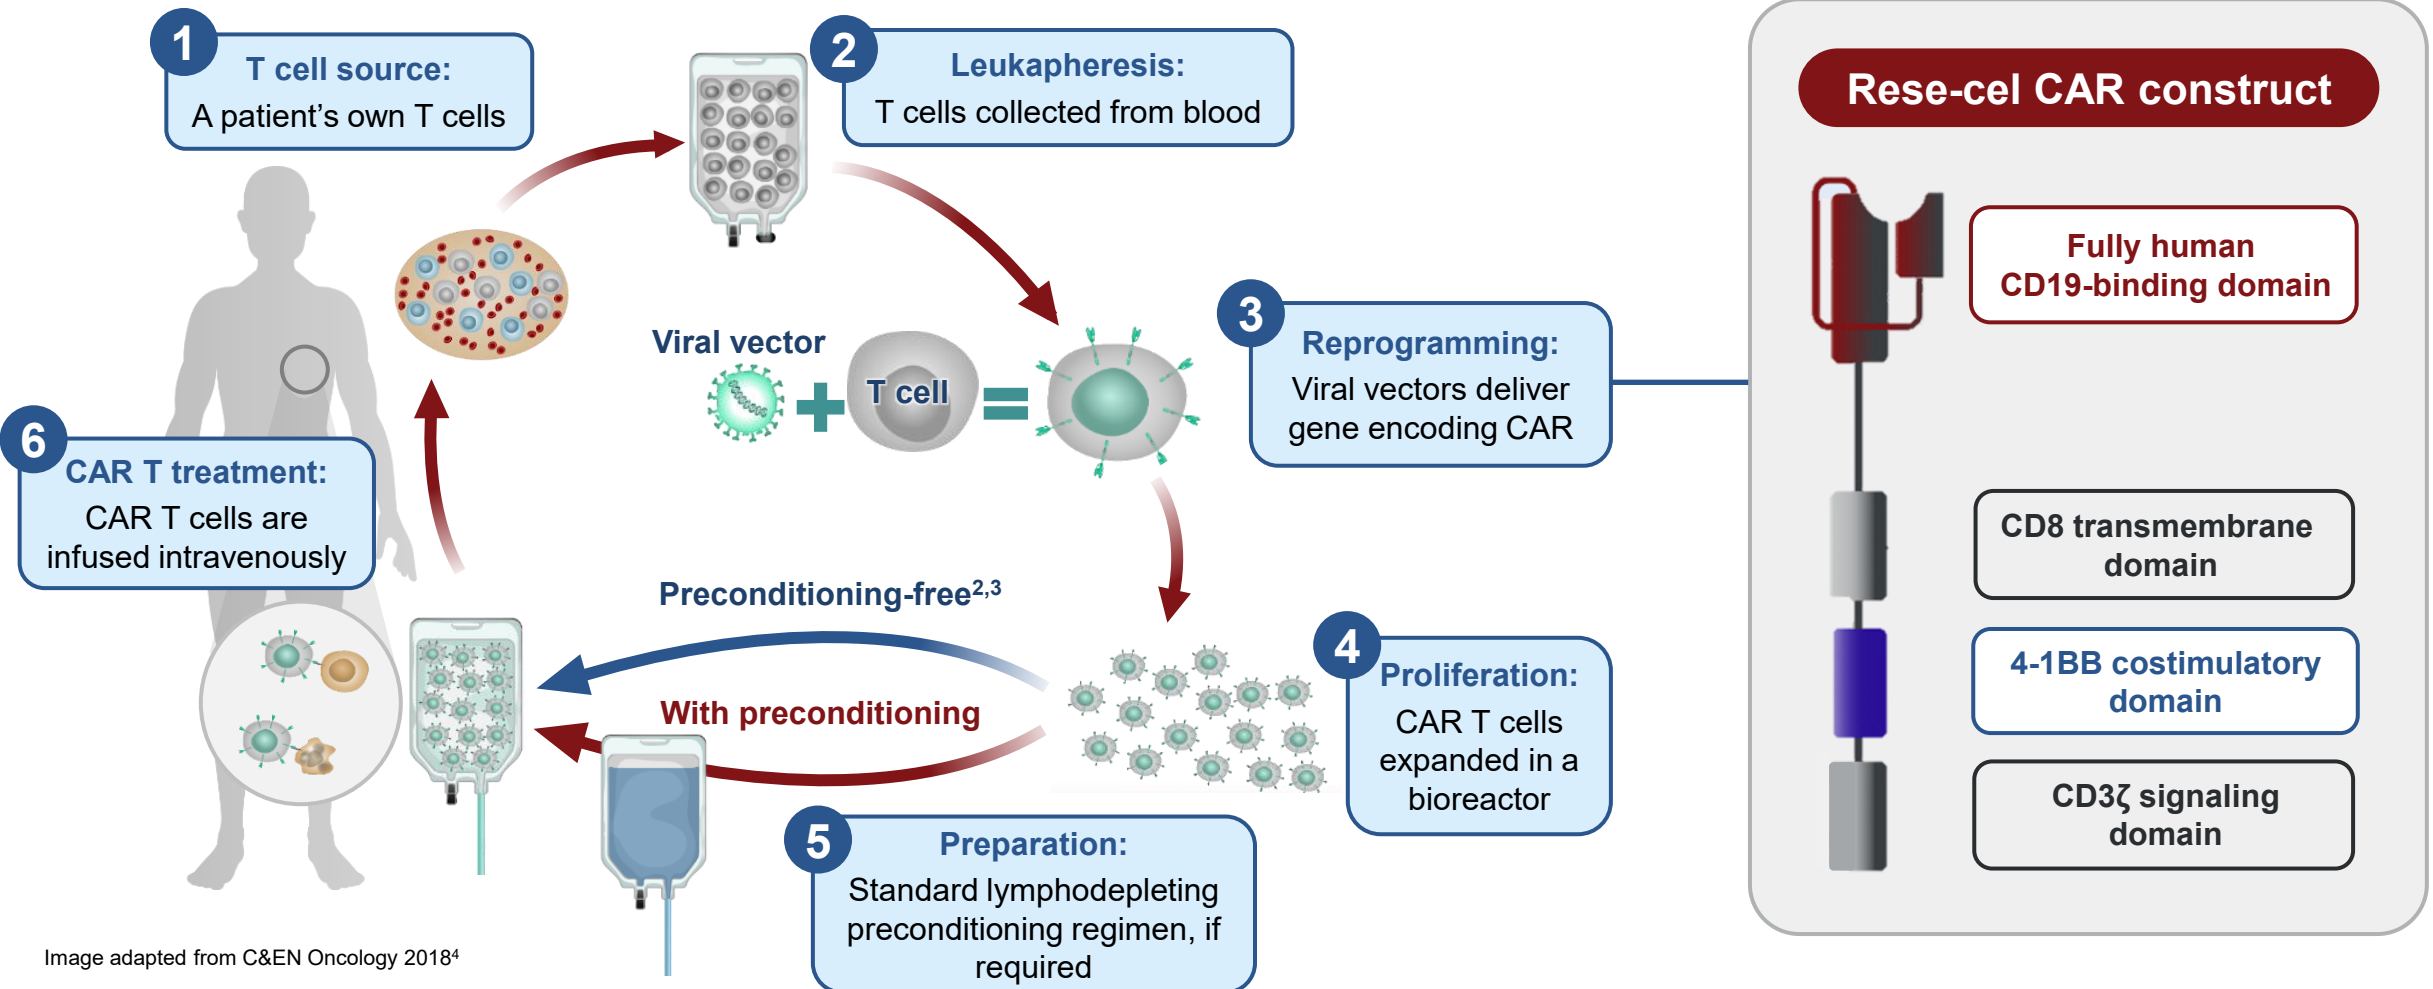 1
T cell source:
A patient’s own T cells
2
Leukapheresis:
T cells collected from blood
Viral vector
T cell
3
Reprogramming:
Viral vectors deliver
gene encoding CAR
4
Proliferation:
CAR T cells
expanded in a
bioreactor
Preconditioning-free²,³
With preconditioning
5
Preparation:
Standard lymphodepleting
preconditioning regimen, if
required
6
CAR T treatment:
CAR T cells are
infused intravenously
Image adapted from C&EN Oncology 2018⁴
Rese-cel CAR construct
Fully human
CD19-binding domain
CD8 transmembrane
domain
4-1BB costimulatory
domain
CD3ζ signaling
domain